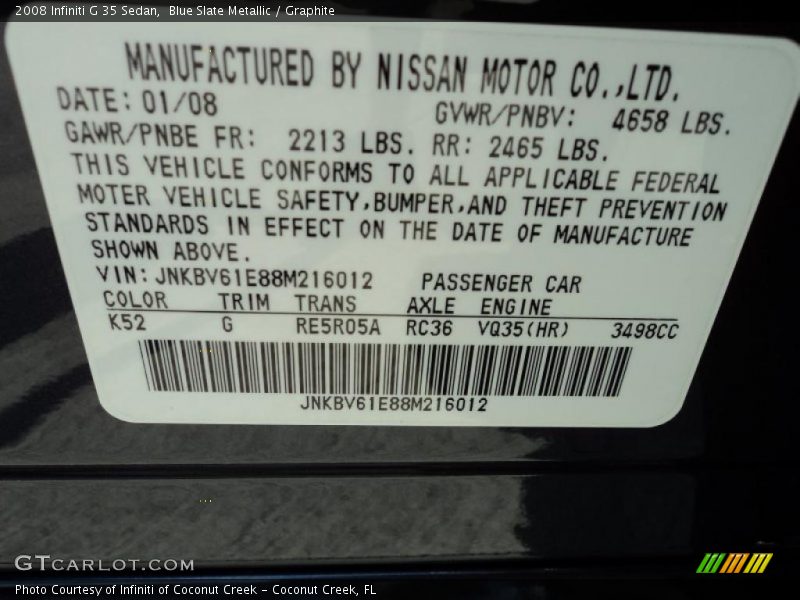 2008 Infiniti G 35 Sedan,  Blue Slate Metallic / Graphite
MANUFACTURED BY NISSAN MOTOR CO.,LTD.
DATE: 01/08 GVWR/PNBV: 4658 LBS.
GAWR/PNBE FR: 2213 LBS. RR: 2465 LBS.
THIS VEHICLE CONFORMS TO ALL APPLICABLE FEDERAL
MOTER VEHICLE SAFETY,BUMPER,AND THEFT PREVENTION
STANDARDS IN EFFECT ON THE DATE OF MANUFACTURE
SHOWN ABOVE.
VIN: JNKBV61E88M216012 PASSENGER CAR
COLOR TRIM TRANS AXLE ENGINE
K52 G RE5R05A RC36 VQ35(HR) 3498CC
JNKBV61E88M216012
GTCARLOT.COM
Photo Courtesy of Infiniti of Coconut Creek - Coconut Creek, FL